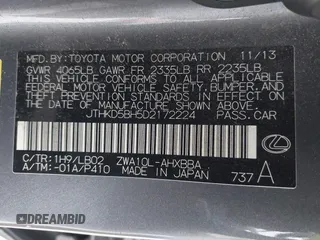 MFD. BY: TOYOTA MOTOR CORPORATION 11/13
GVWR 4065LB GAWR FR 2335LB RR 2235LB
THIS VEHICLE CONFORMS TO ALL APPLICABLE
FEDERAL MOTOR VEHICLE SAFETY, BUMPER,
AND THEFT PREVENTION STANDARDS IN EFFECT
ON THE DATE OF MANUFACTURE SHOWN ABOVE.
JTHKD5BH5D2172224 PASS.CAR
C/TR: 1H9/LB02 ZWA10L-AHXBBA
A/TM: -01A/P410 MADE IN JAPAN
737 A
DREAMBID